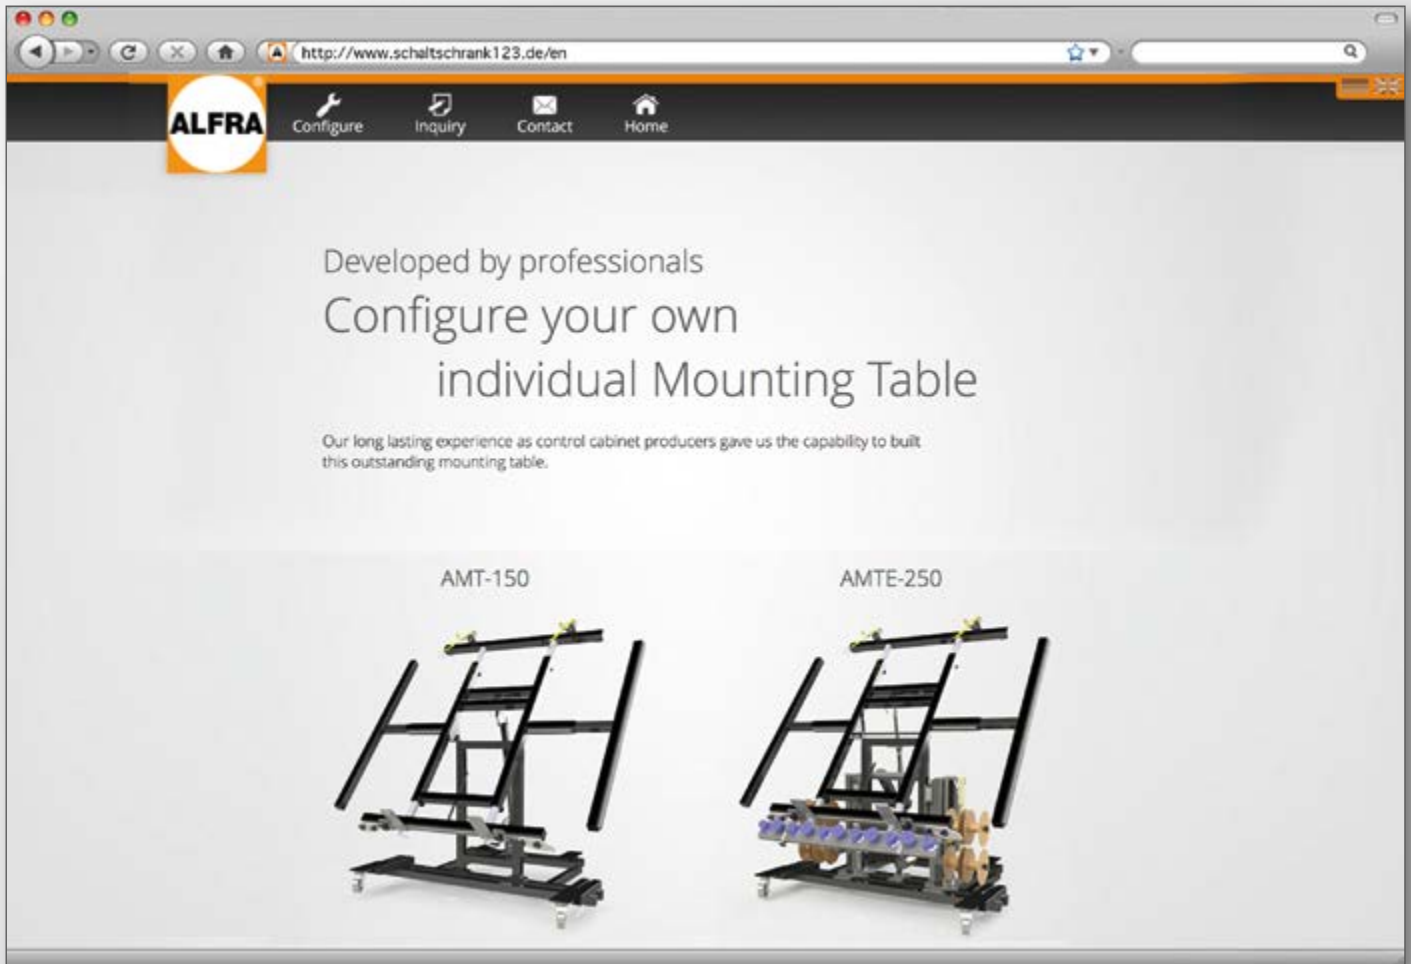 http://www.schaltschrank123.de/en
ALFRA
Configure
Inquiry
Contact
Home
Developed by professionals
Configure your own
individual Mounting Table
Our long lasting experience as control cabinet producers gave us the capability to built
this outstanding mounting table.
AMT-150
AMTE-250